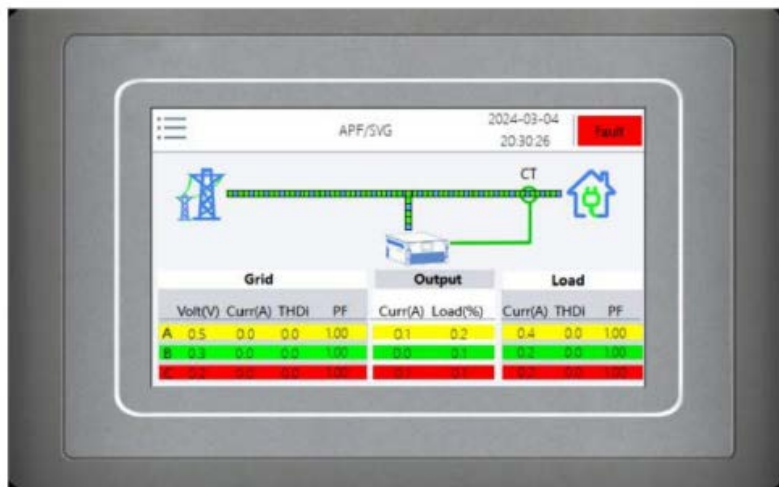 2024-03-04
APF/SVG
20:30:26
Fault
CT
Grid Output Load
Volt(V) Curr(A) THDi PF Curr(A) Load(%) Curr(A) THDi PF
A 0.5 0.0 0.0 1.00 0.1 0.2 0.4 0.0 1.00
B 0.3 0.0 0.0 1.00 0.0 0.1 0.2 0.0 1.00
C 0.2 0.0 0.0 1.00 0.1 0.1 0.2 0.0 1.00